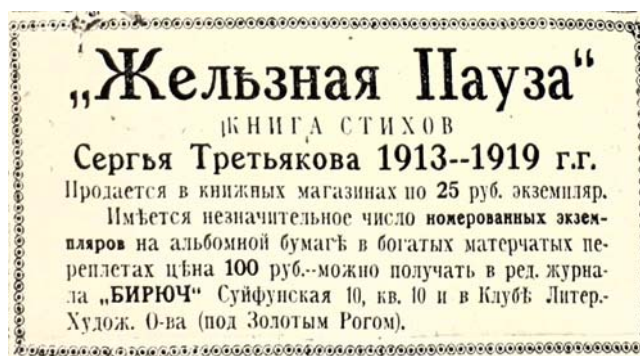 „Желѣзная Пауза“
КНИГА СТИХОВ
Сергѣя Третьякова 1913--1919 г.г.
Продается в книжных магазинах по 25 руб. экземпляр.
Имѣется незначительное число номерованных экзем-
пляров на альбомной бумагѣ в богатых матерчатых пе-
реплетах цѣна 100 руб.--можно получать в ред. журна-
ла „БИРЮЧ“ Суйфунская 10, кв. 10 и в Клубѣ Литер.-
Худож. О-ва (под Золотым Рогом).